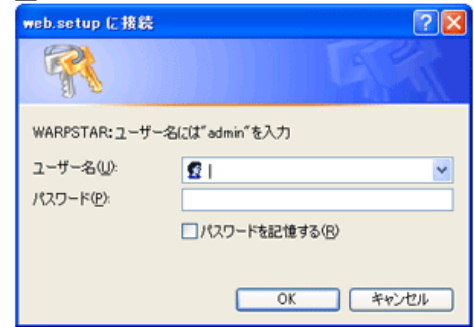 web.setup に接続
WARPSTAR:ユーザー名には"admin"を入力
ユーザー名(U):
パスワード(P):
パスワードを記憶する(R)
OK キャンセル